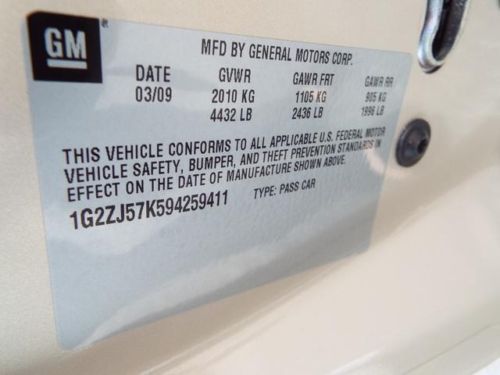 GM
MFD BY GENERAL MOTORS CORP.
DATE GVWR GAWR FRT GAWR RR
03/09 2010 KG 1105 KG 905 KG
4432 LB 2436 LB 1996 LB
THIS VEHICLE CONFORMS TO ALL APPLICABLE U.S. FEDERAL MOTOR
VEHICLE SAFETY, BUMPER, AND THEFT PREVENTION STANDARDS IN
EFFECT ON THE DATE OF MANUFACTURE SHOWN ABOVE.
1G2ZJ57K594259411 TYPE: PASS CAR